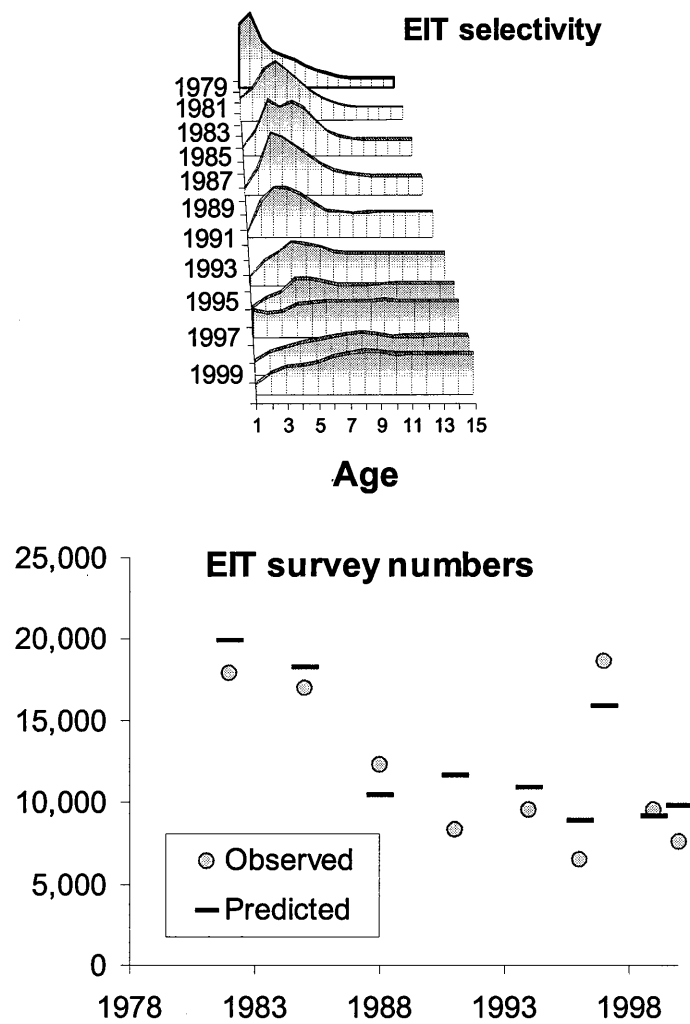 EIT selectivity
1979
1981
1983
1985
1987
1989
1991
1993
1995
1997
1999
1 3 5 7 9 11 13 15
Age
EIT survey numbers
25,000
20,000
15,000
10,000
5,000
0
Observed
Predicted
1978 1983 1988 1993 1998